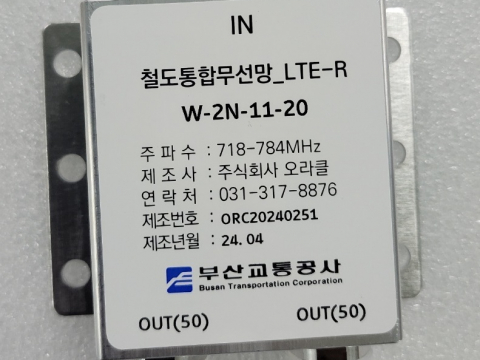 IN
철도통합무선망_LTE-R
W-2N-11-20
주 파 수 : 718-784MHz
제 조 사 : 주식회사 오라클
연 락 처 : 031-317-8876
제조번호 : ORC20240251
제조년월 : 24. 04
부산교통공사
Busan Transportation Corporation
OUT(50) OUT(50)